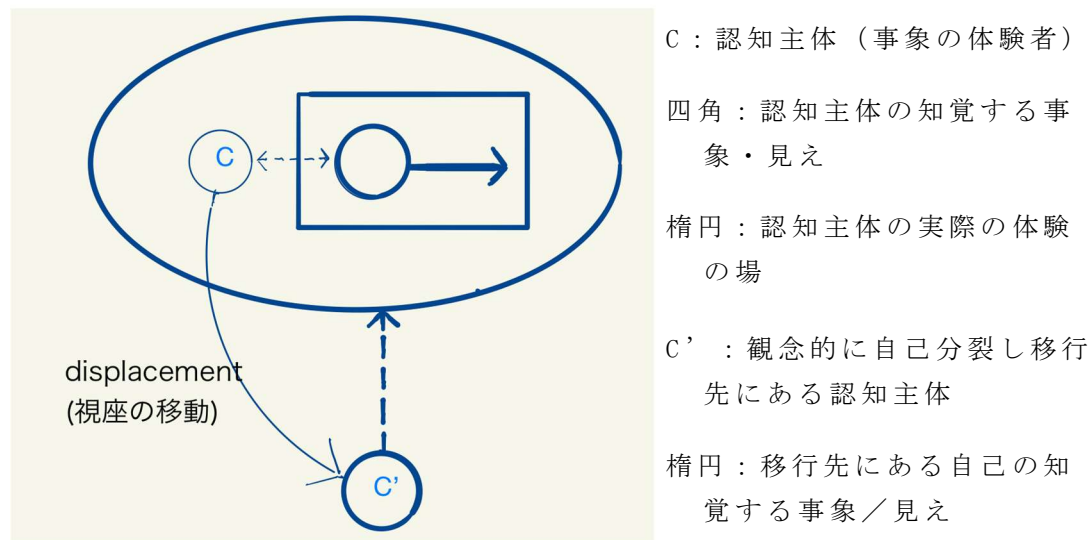 C
displacement
(視座の移動)
C'
C：認知主体（事象の体験者）
四角：認知主体の知覚する事
象・見え
楕円：認知主体の実際の体験
の場
C’：観念的に自己分裂し移行
先にある認知主体
楕円：移行先にある自己の知
覚する事象／見え